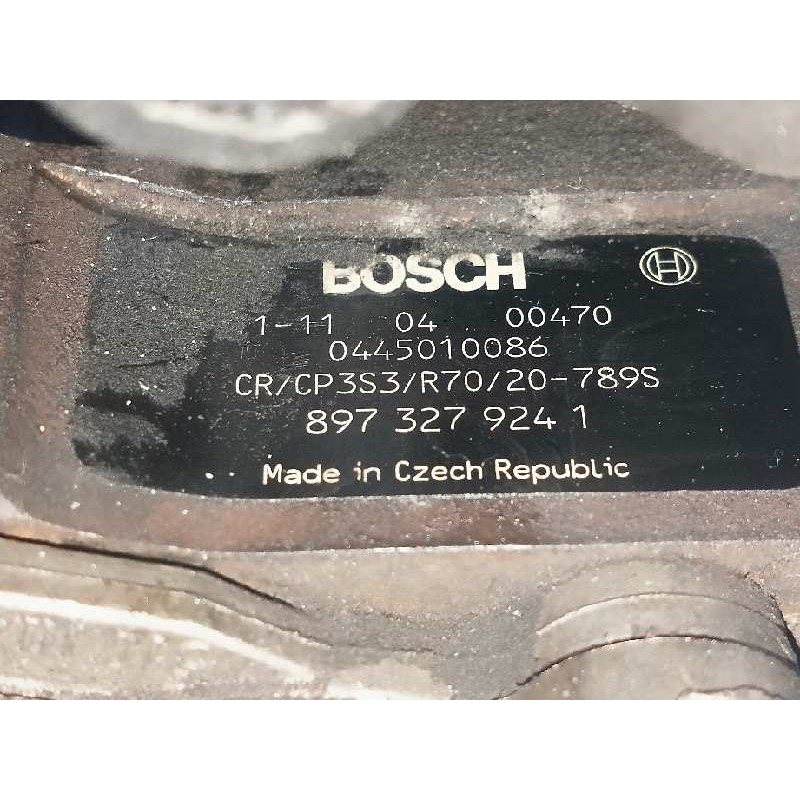 BOSCH
1-11 04 00470
0445010086
CR/CP3S3/R70/20-789S
897 327 924 1
Made in Czech Republic